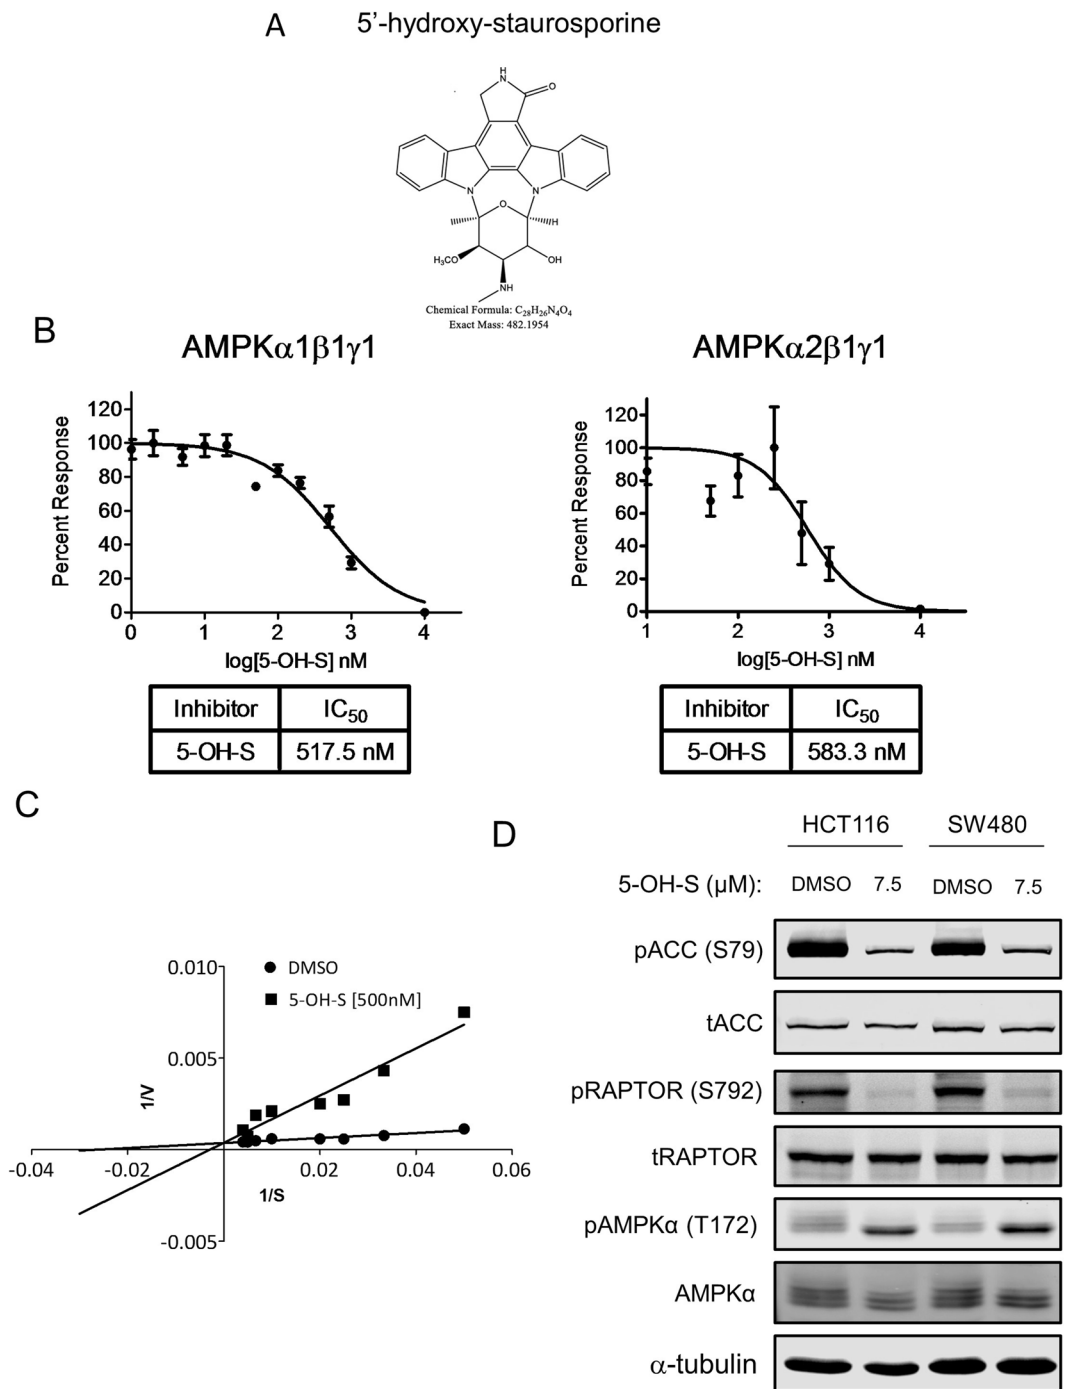 A 5’-hydroxy-staurosporine
H
N
O
N N
O
H
H₃CO OH
NH
Chemical Formula: C₂₈H₂₆N₄O₄
Exact Mass: 482.1954
B
AMPKα1β1γ1 AMPKα2β1γ1
120
100
80
60
40
20
0
Percent Response
0 1 2 3 4
log[5-OH-S] nM
120
100
80
60
40
20
0
Percent Response
1 2 3 4
log[5-OH-S] nM
Inhibitor IC₅₀
5-OH-S 517.5 nM
Inhibitor IC₅₀
5-OH-S 583.3 nM
C
0.010
0.005
-0.005
1/V
DMSO
5-OH-S [500nM]
-0.04 -0.02 0.02 0.04 0.06
1/S
D
HCT116 SW480
5-OH-S (µM): DMSO 7.5 DMSO 7.5
pACC (S79)
tACC
pRAPTOR (S792)
tRAPTOR
pAMPKα (T172)
AMPKα
α-tubulin